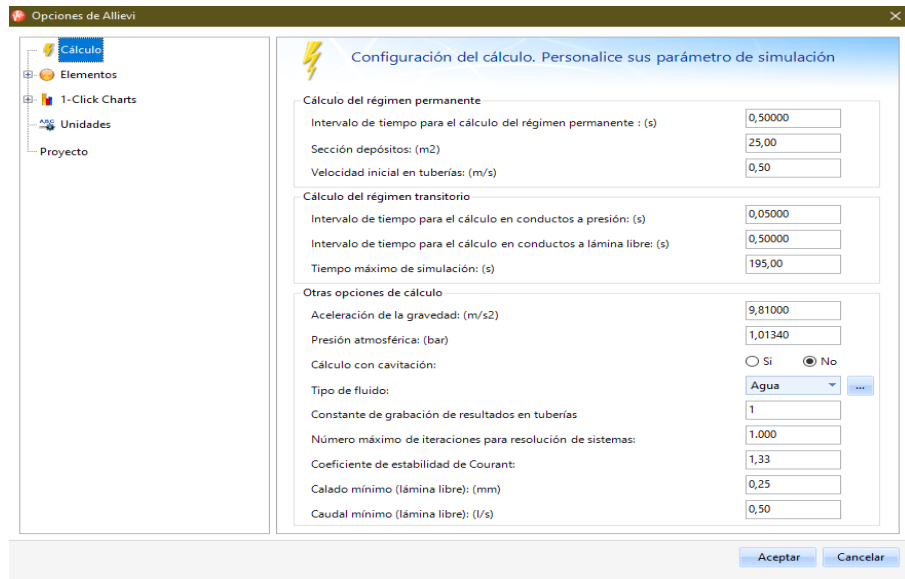 Opciones de Allievi
Cálculo
Elementos
1-Click Charts
Unidades
Proyecto
Configuración del cálculo. Personalice sus parámetro de simulación
Cálculo del régimen permanente
Intervalo de tiempo para el cálculo del régimen permanente : (s) 0,50000
Sección depósitos: (m2) 25,00
Velocidad inicial en tuberías: (m/s) 0,50
Cálculo del régimen transitorio
Intervalo de tiempo para el cálculo en conductos a presión: (s) 0,05000
Intervalo de tiempo para el cálculo en conductos a lámina libre: (s) 0,50000
Tiempo máximo de simulación: (s) 195,00
Otras opciones de cálculo
Aceleración de la gravedad: (m/s2) 9,81000
Presión atmosférica: (bar) 1,01340
Cálculo con cavitación: Si No
Tipo de fluido: Agua ...
Constante de grabación de resultados en tuberías 1
Número máximo de iteraciones para resolución de sistemas: 1.000
Coeficiente de estabilidad de Courant: 1,33
Calado mínimo (lámina libre): (mm) 0,25
Caudal mínimo (lámina libre): (l/s) 0,50
Aceptar Cancelar